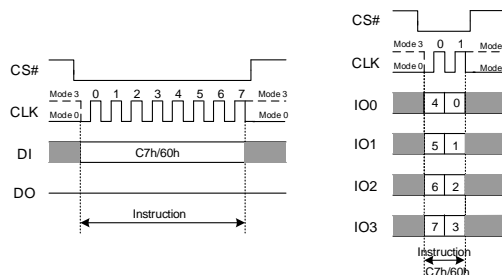 CS#
Mode 3 0 1 2 3 4 5 6 7 Mode 3
CLK
Mode 0 Mode 0
DI C7h/60h
DO
Instruction
CS#
Mode 3 0 1 Mode
CLK
Mode 0 Mode
IO0 4 0
IO1 5 1
IO2 6 2
IO3 7 3
Instruction
C7h/60h